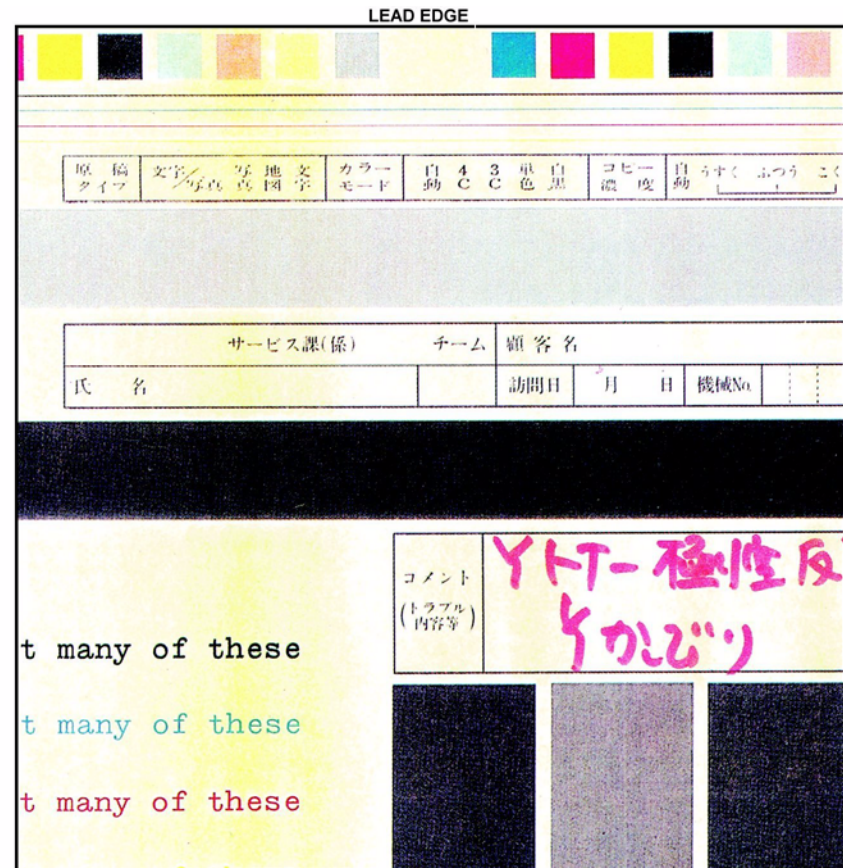 LEAD EDGE
原稿タイプ 文字/写真 写真 地図 文字 カラーモード 自動 4C 3C 単色 白黒 コピー濃度 自動 うすく ふつう こく
サービス課(係) チーム 顧客名
氏名 訪問日 月 日 機械No.
コメント(トラブル内容等) Yトナー極性反
Yかぶり
t many of these
t many of these
t many of these